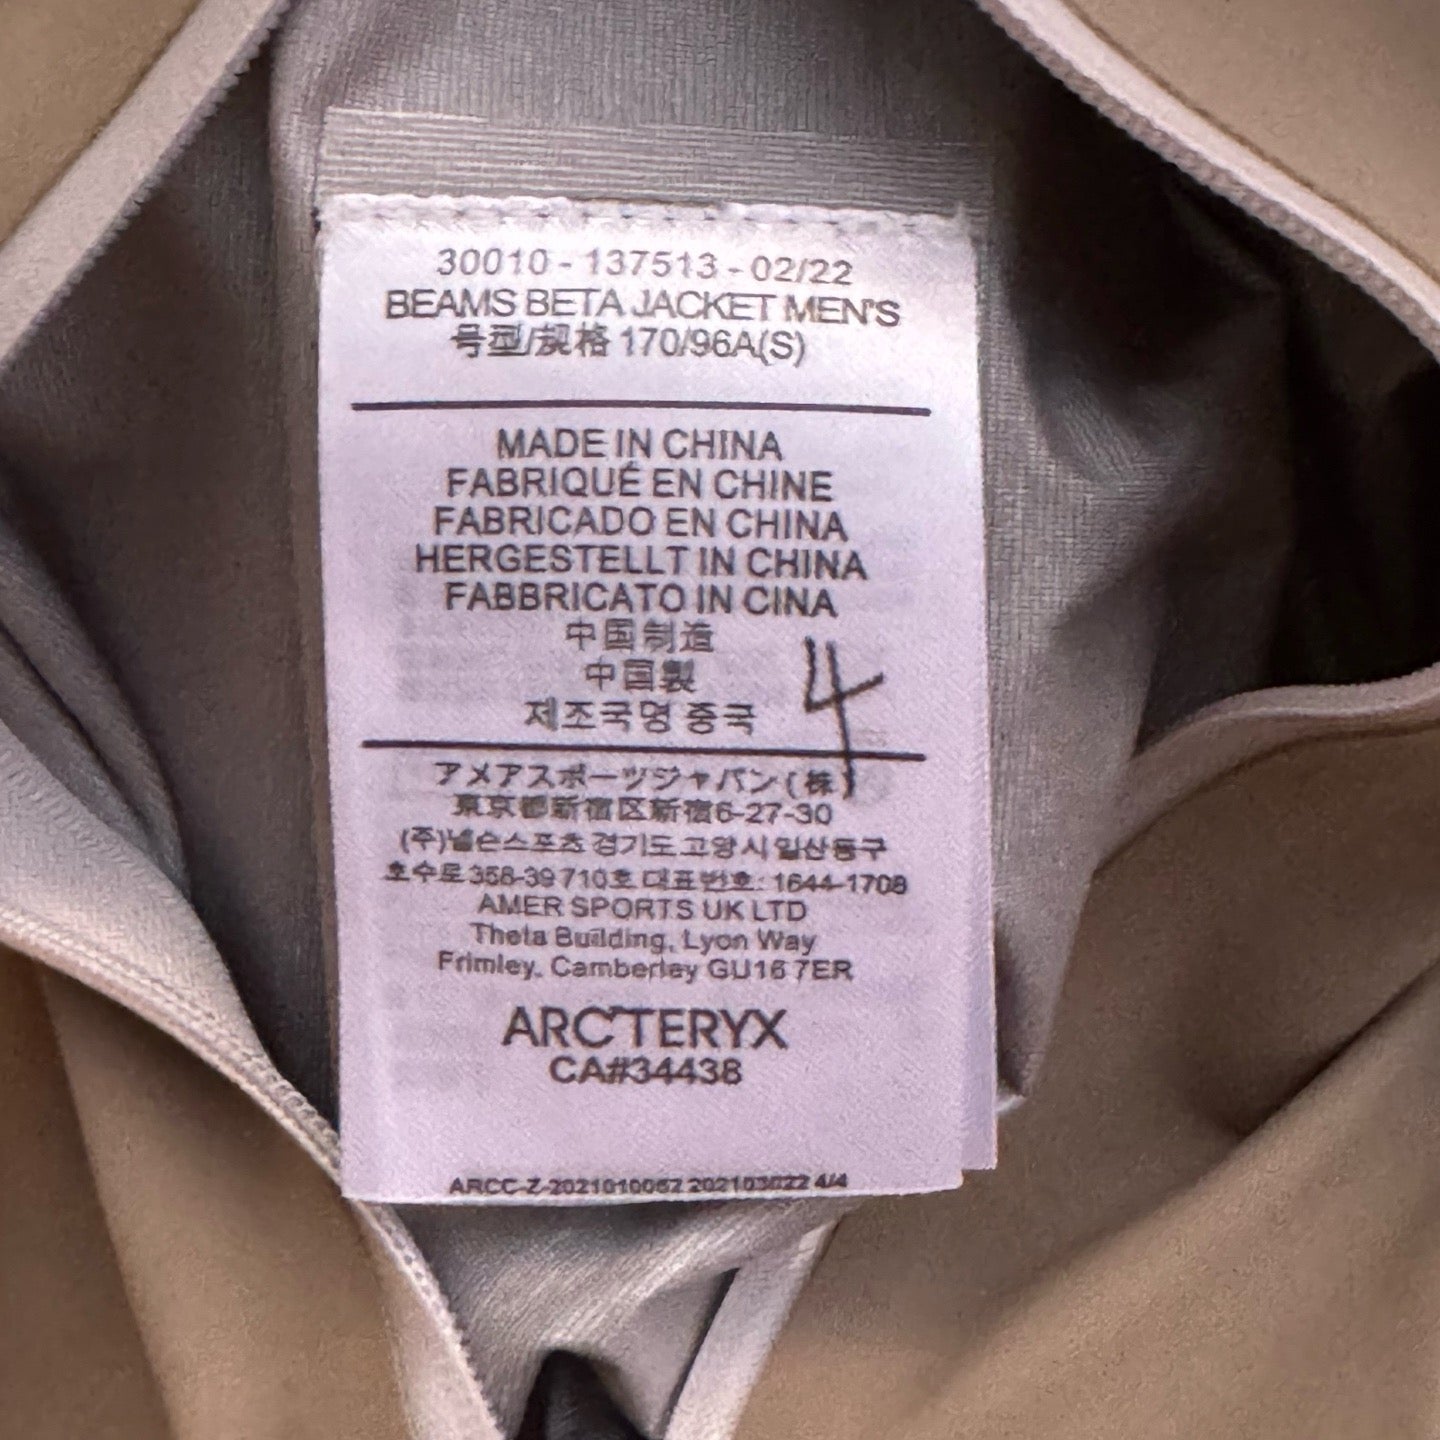 30010 - 137513 - 02/22
BEAMS BETA JACKET MEN'S
号型/规格 170/96A(S)
MADE IN CHINA
FABRIQUÉ EN CHINE
FABRICADO EN CHINA
HERGESTELLT IN CHINA
FABBRICATO IN CINA
中国制造
中国製
제조국명 중국
4
アメアスポーツジャパン(株)
東京都新宿区新宿6-27-30
(주)넬슨스포츠 경기도 고양시 일산동구
호수로 358-39 710호 대표번호: 1644-1708
AMER SPORTS UK LTD
Theta Building, Lyon Way
Frimley, Camberley GU16 7ER
ARC'TERYX
CA#34438
ARCC-Z-2021010062 202103022 4/4